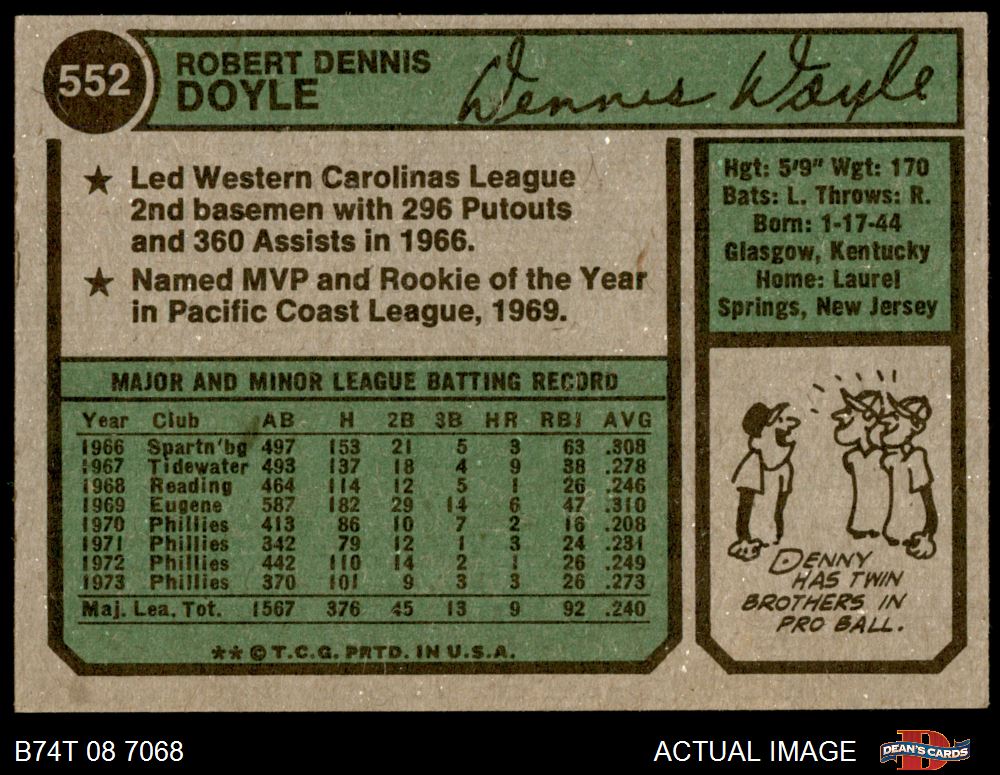 552
ROBERT DENNIS
DOYLE
Dennis Doyle
★ Led Western Carolinas League
2nd basemen with 296 Putouts
and 360 Assists in 1966.
★ Named MVP and Rookie of the Year
in Pacific Coast League, 1969.
Hgt: 5'9" Wgt: 170
Bats: L. Throws: R.
Born: 1-17-44
Glasgow, Kentucky
Home: Laurel
Springs, New Jersey
MAJOR AND MINOR LEAGUE BATTING RECORD
Year Club AB H 2B 3B HR RBI AVG
1966 Spartn'bg 497 153 21 5 3 63 .308
1967 Tidewater 493 137 18 4 9 38 .278
1968 Reading 464 114 12 5 1 26 .246
1969 Eugene 587 182 29 14 6 47 .310
1970 Phillies 413 86 10 7 2 16 .208
1971 Phillies 342 79 12 1 3 24 .231
1972 Phillies 442 110 14 2 1 26 .249
1973 Phillies 370 101 9 3 3 26 .273
Maj. Lea. Tot. 1567 376 45 13 9 92 .240
** © T.C.G. PRTD. IN U.S.A.
DENNY
HAS TWIN
BROTHERS IN
PRO BALL.
B74T 08 7068
ACTUAL IMAGE
DEAN'S CARDS